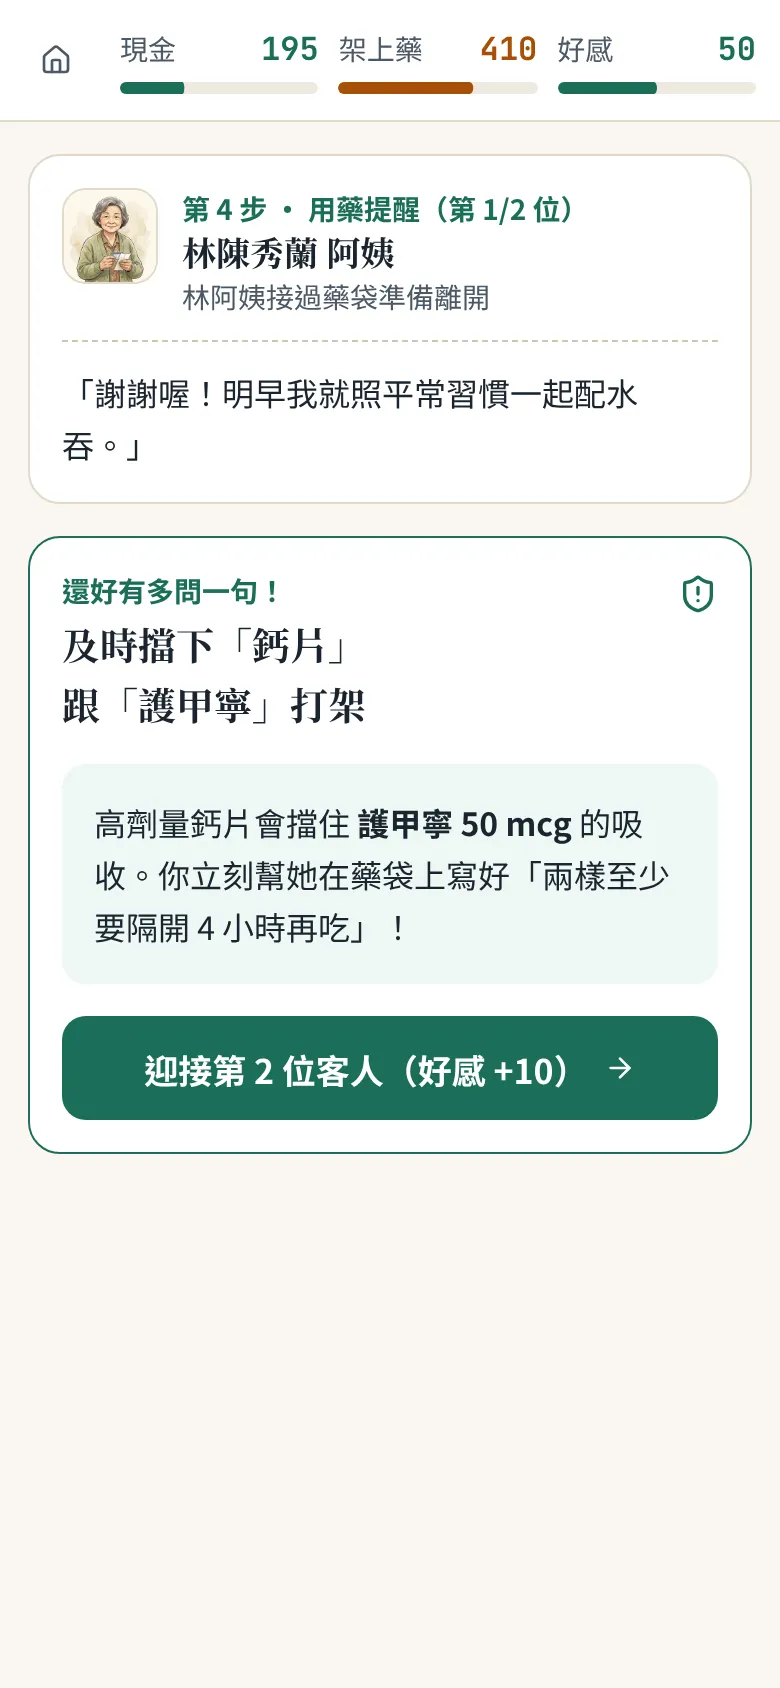 現金 195 架上藥 410 好感 50
第 4 步 · 用藥提醒（第 1/2 位）
林陳秀蘭 阿姨
林阿姨接過藥袋準備離開
「謝謝喔！明早我就照平常習慣一起配水
吞。」
還好有多問一句！
及時擋下「鈣片」
跟「護甲寧」打架
高劑量鈣片會擋住 護甲寧 50 mcg 的吸
收。你立刻幫她在藥袋上寫好「兩樣至少
要隔開 4 小時再吃」！
迎接第 2 位客人（好感 +10） →